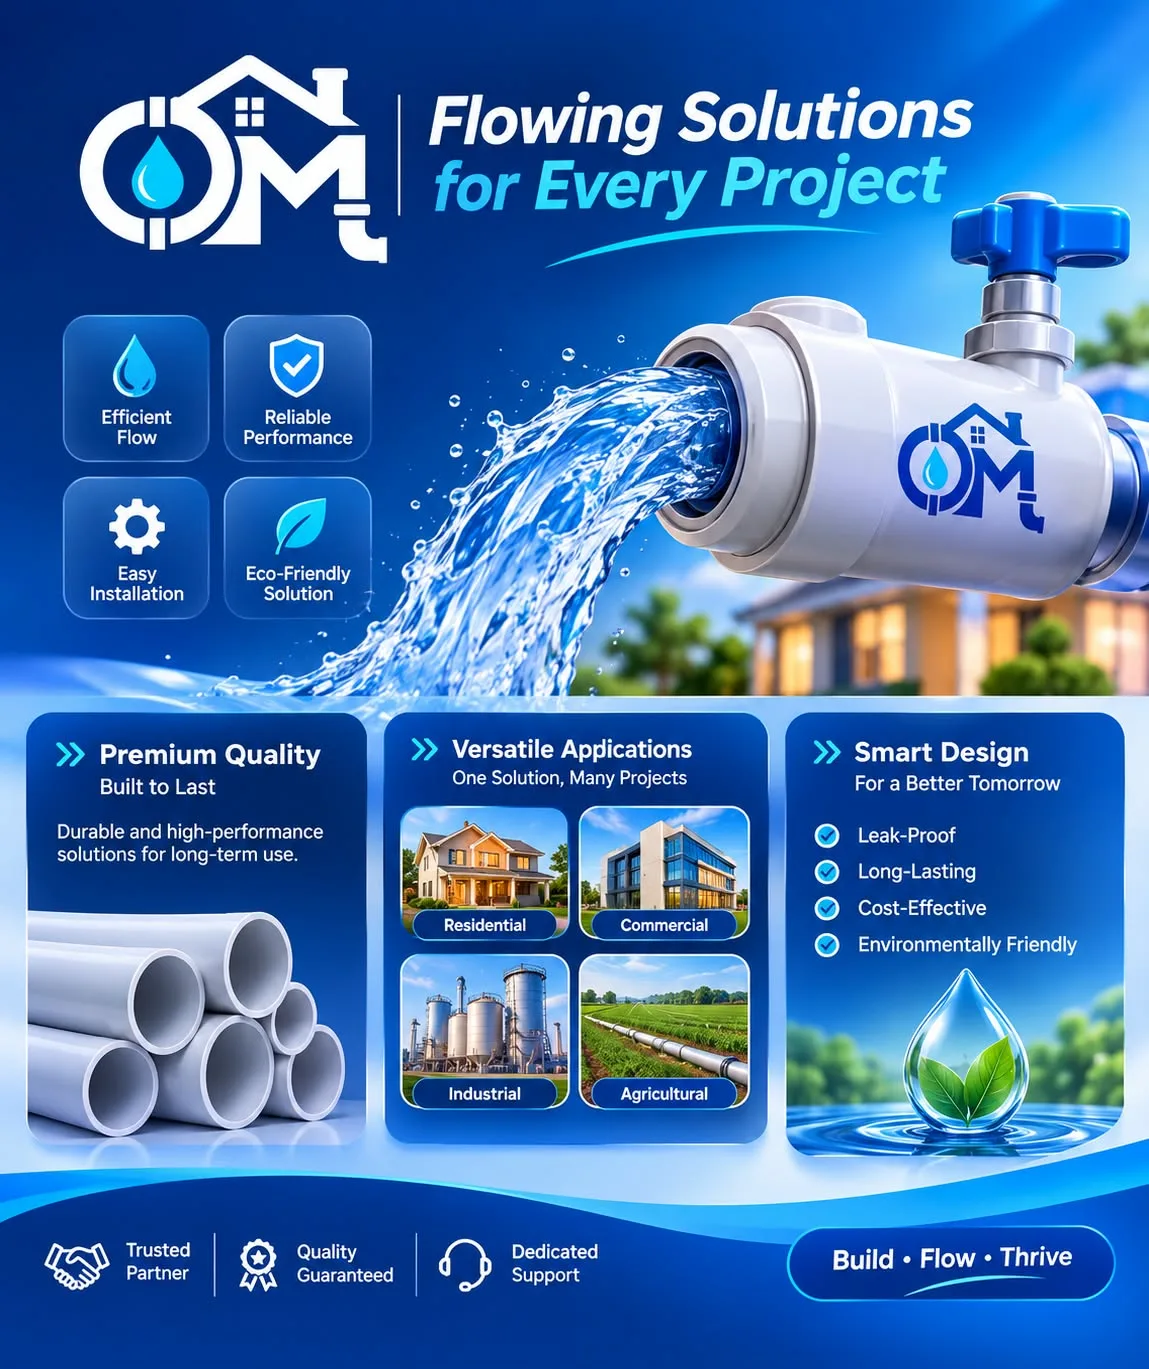 OM
Flowing Solutions
for Every Project
Efficient
Flow
Reliable
Performance
Easy
Installation
Eco-Friendly
Solution
OM
Premium Quality
Built to Last
Durable and high-performance
solutions for long-term use.
Versatile Applications
One Solution, Many Projects
Residential
Commercial
Industrial
Agricultural
Smart Design
For a Better Tomorrow
Leak-Proof
Long-Lasting
Cost-Effective
Environmentally Friendly
Trusted
Partner
Quality
Guaranteed
Dedicated
Support
Build • Flow • Thrive